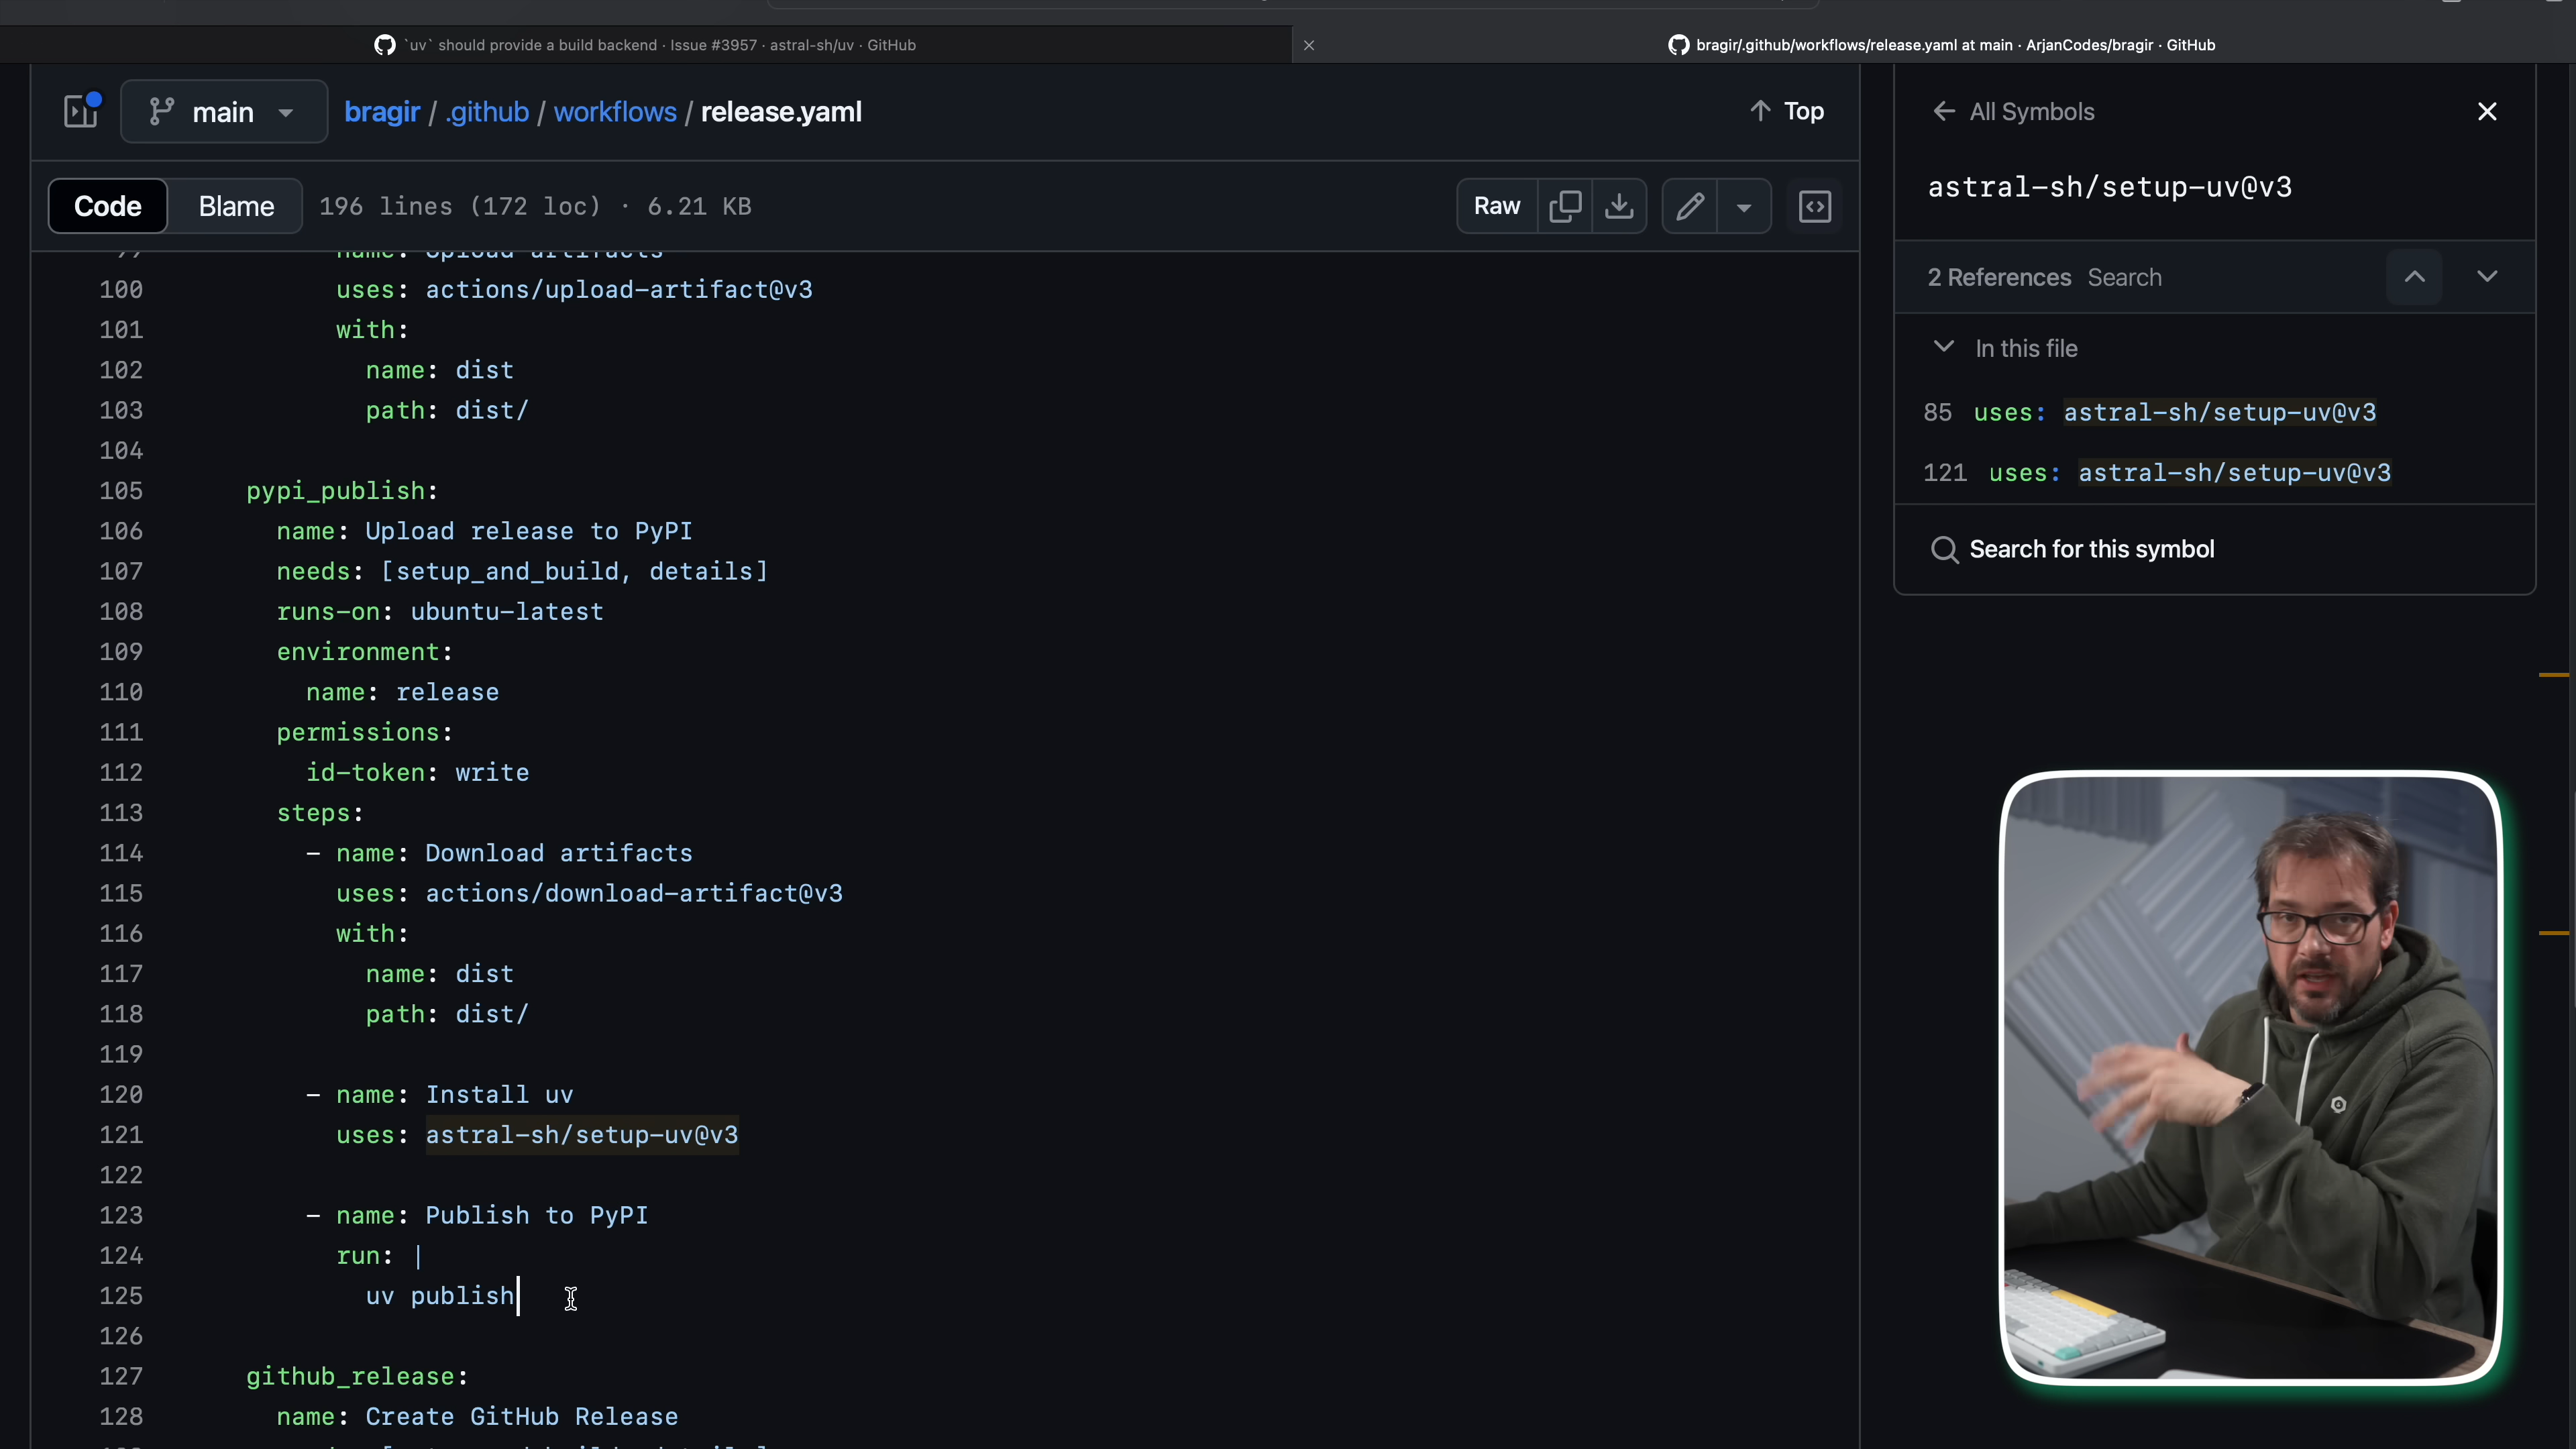 `uv` should provide a build backend · Issue #3957 · astral-sh/uv · GitHub
bragir/.github/workflows/release.yaml at main · ArjanCodes/bragir · GitHub
main
bragir / .github / workflows / release.yaml
Top
Code
Blame
196 lines (172 loc) · 6.21 KB
Raw
99 name: Upload artifacts
100 uses: actions/upload-artifact@v3
101 with:
102 name: dist
103 path: dist/
104
105 pypi_publish:
106 name: Upload release to PyPI
107 needs: [setup_and_build, details]
108 runs-on: ubuntu-latest
109 environment:
110 name: release
111 permissions:
112 id-token: write
113 steps:
114 - name: Download artifacts
115 uses: actions/download-artifact@v3
116 with:
117 name: dist
118 path: dist/
119
120 - name: Install uv
121 uses: astral-sh/setup-uv@v3
122
123 - name: Publish to PyPI
124 run: |
125 uv publish
126
127 github_release:
128 name: Create GitHub Release
All Symbols
astral-sh/setup-uv@v3
2 References Search
In this file
85 uses: astral-sh/setup-uv@v3
121 uses: astral-sh/setup-uv@v3
Search for this symbol